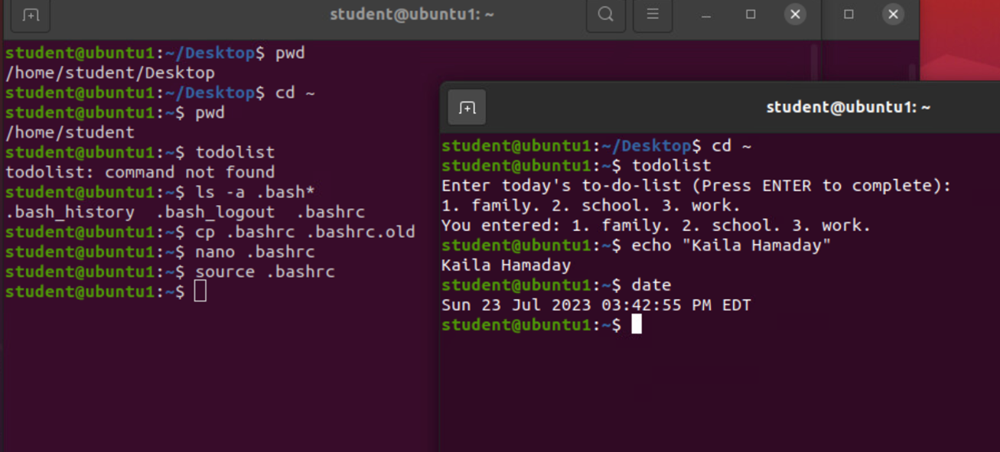 student@ubuntu1: ~
student@ubuntu1:~/Desktop$ pwd
/home/student/Desktop
student@ubuntu1:~/Desktop$ cd ~
student@ubuntu1:~$ pwd
/home/student
student@ubuntu1:~$ todolist
todolist: command not found
student@ubuntu1:~$ ls -a .bash*
.bash_history  .bash_logout  .bashrc
student@ubuntu1:~$ cp .bashrc .bashrc.old
student@ubuntu1:~$ nano .bashrc
student@ubuntu1:~$ source .bashrc
student@ubuntu1:~$
student@ubuntu1: ~
student@ubuntu1:~/Desktop$ cd ~
student@ubuntu1:~$ todolist
Enter today's to-do-list (Press ENTER to complete):
1. family. 2. school. 3. work.
You entered: 1. family. 2. school. 3. work.
student@ubuntu1:~$ echo "Kaila Hamaday"
Kaila Hamaday
student@ubuntu1:~$ date
Sun 23 Jul 2023 03:42:55 PM EDT
student@ubuntu1:~$